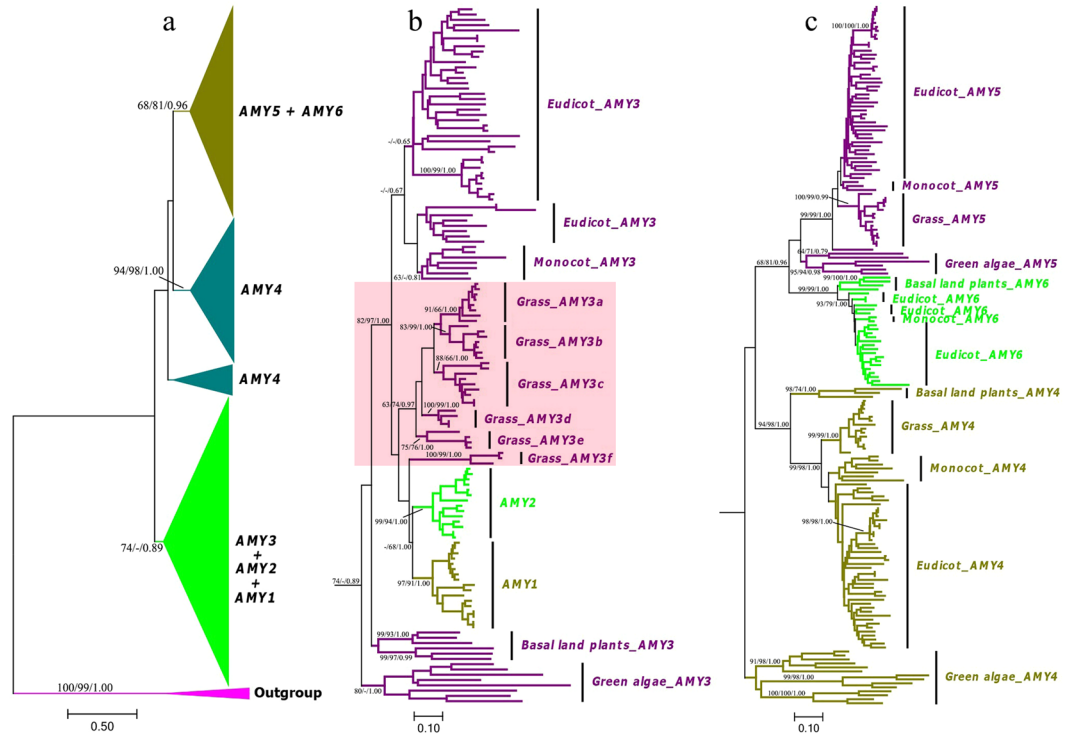 a
68/81/0.96
AMY5 + AMY6
94/98/1.00
AMY4
AMY4
74/-/0.89
AMY3
+
AMY2
+
AMY1
100/99/1.00
Outgroup
0.50
b
Eudicot_AMY3
-/-/0.65
100/99/1.00
-/-/0.67
Eudicot_AMY3
Monocot_AMY3
63/-/0.81
Grass_AMY3a
91/66/1.00
82/97/1.00
83/99/1.00
Grass_AMY3b
88/66/1.00
Grass_AMY3c
63/74/0.97
100/99/1.00
Grass_AMY3d
Grass_AMY3e
75/76/1.00
100/99/1.00
Grass_AMY3f
AMY2
99/94/1.00
-/68/1.00
74/-/0.89
97/91/1.00
AMY1
99/93/1.00
Basal land plants_AMY3
99/97/0.99
Green algae_AMY3
80/-/1.00
0.10
c
100/100/1.00
Eudicot_AMY5
Monocot_AMY5
100/99/0.99
Grass_AMY5
99/99/1.00
64/71/0.79
68/81/0.96
Green algae_AMY5
95/94/0.98
99/100/1.00
Basal land plants_AMY6
99/99/1.00
Eudicot_AMY6
93/79/1.00
Eudicot_AMY6
Monocot_AMY6
Eudicot_AMY6
98/74/1.00
Basal land plants_AMY4
94/98/1.00
Grass_AMY4
99/99/1.00
99/98/1.00
Monocot_AMY4
98/98/1.00
Eudicot_AMY4
91/98/1.00
99/98/1.00
Green algae_AMY4
100/100/1.00
0.10